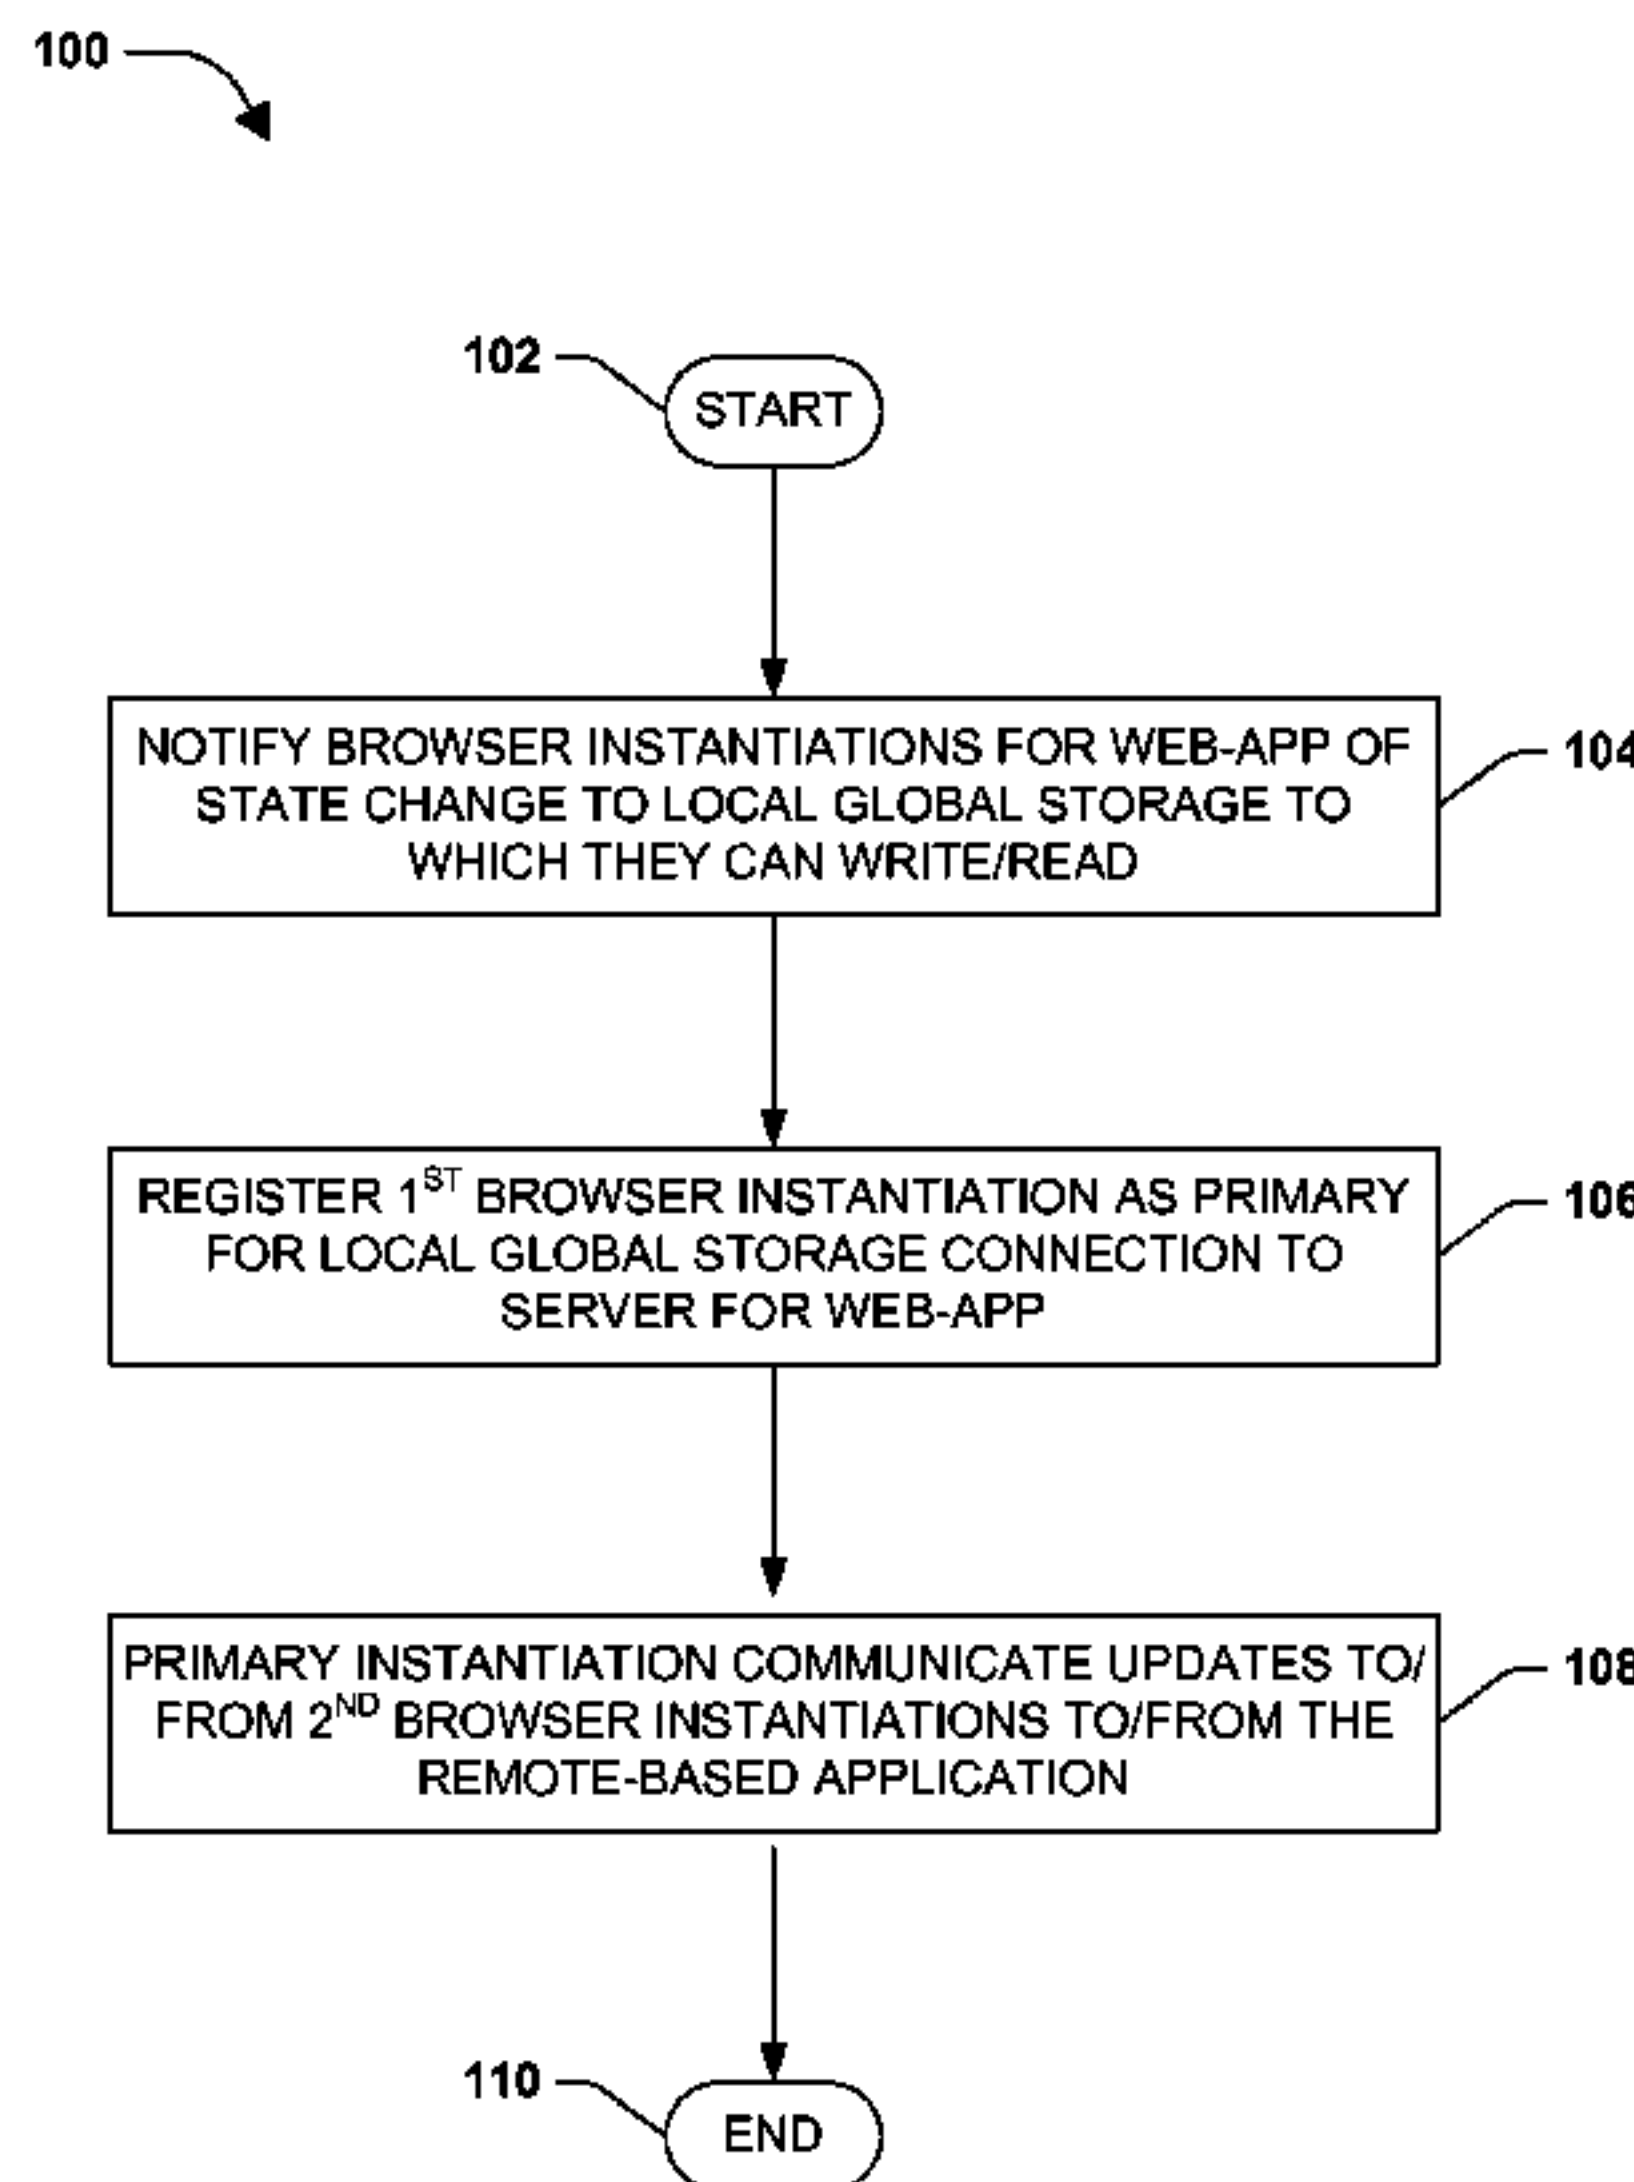 100
102
START
NOTIFY BROWSER INSTANTIATIONS FOR WEB-APP OF
STATE CHANGE TO LOCAL GLOBAL STORAGE TO
WHICH THEY CAN WRITE/READ
104
REGISTER 1ST BROWSER INSTANTIATION AS PRIMARY
FOR LOCAL GLOBAL STORAGE CONNECTION TO
SERVER FOR WEB-APP
106
PRIMARY INSTANTIATION COMMUNICATE UPDATES TO/
FROM 2ND BROWSER INSTANTIATIONS TO/FROM THE
REMOTE-BASED APPLICATION
108
110
END